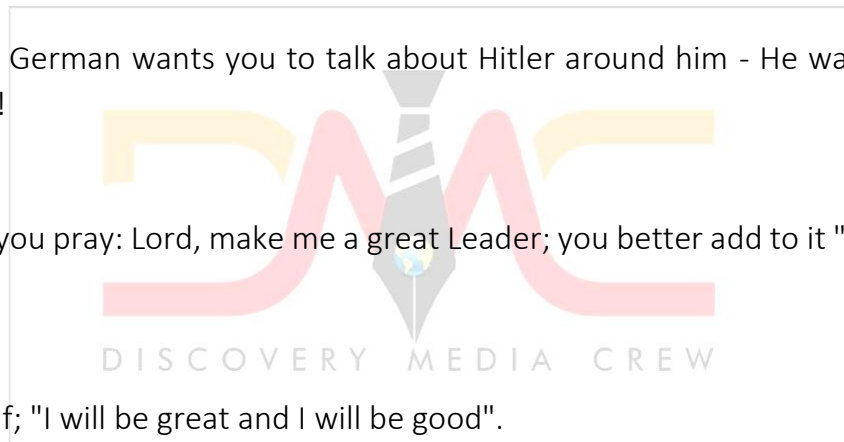 German wants you to talk about Hitler around him - He wa
!
you pray: Lord, make me a great Leader; you better add to it "
DMC
DISCOVERY MEDIA CREW
f; "I will be great and I will be good".